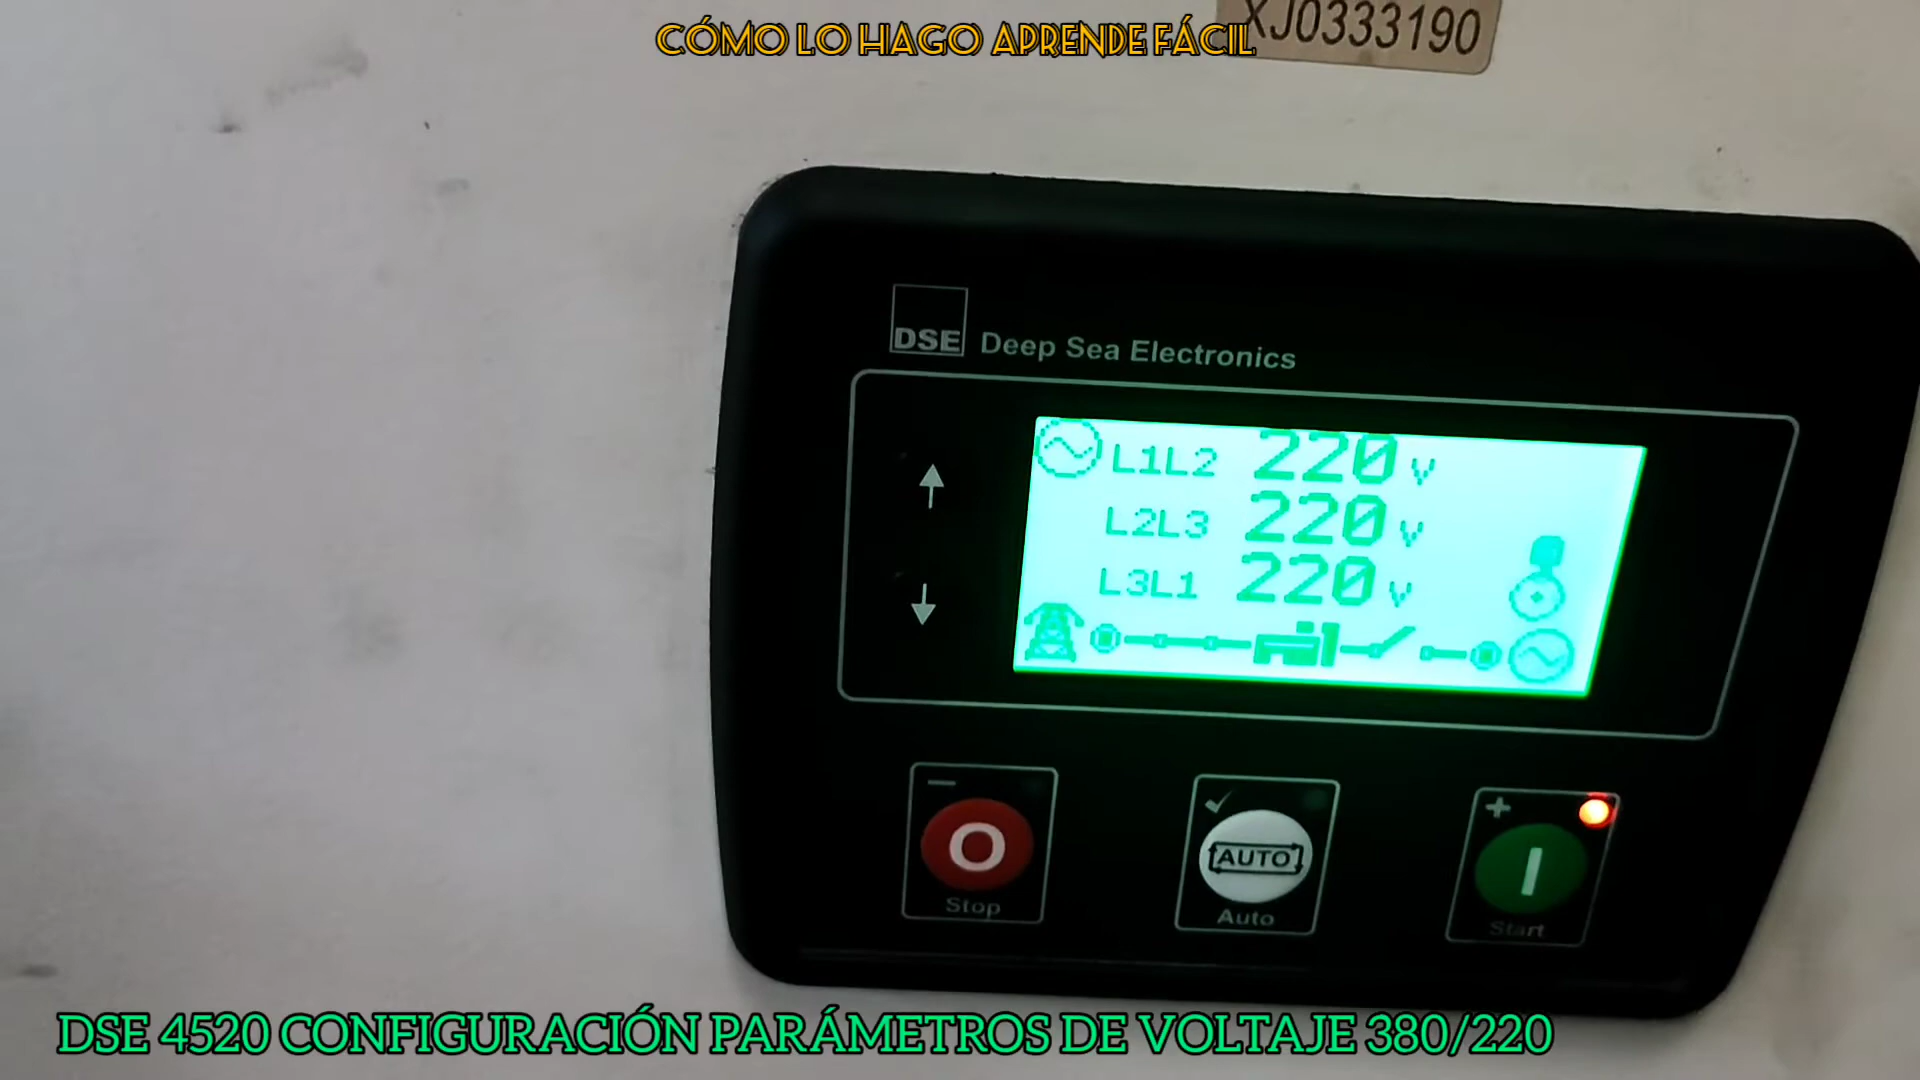 CÓMO LO HAGO APRENDE FÁCIL
XJ0333190
DSE Deep Sea Electronics
L1L2 220 V
L2L3 220 V
L3L1 220 V
O
Stop
AUTO
Auto
I
Start
DSE 4520 CONFIGURACIÓN PARÁMETROS DE VOLTAJE 380/220